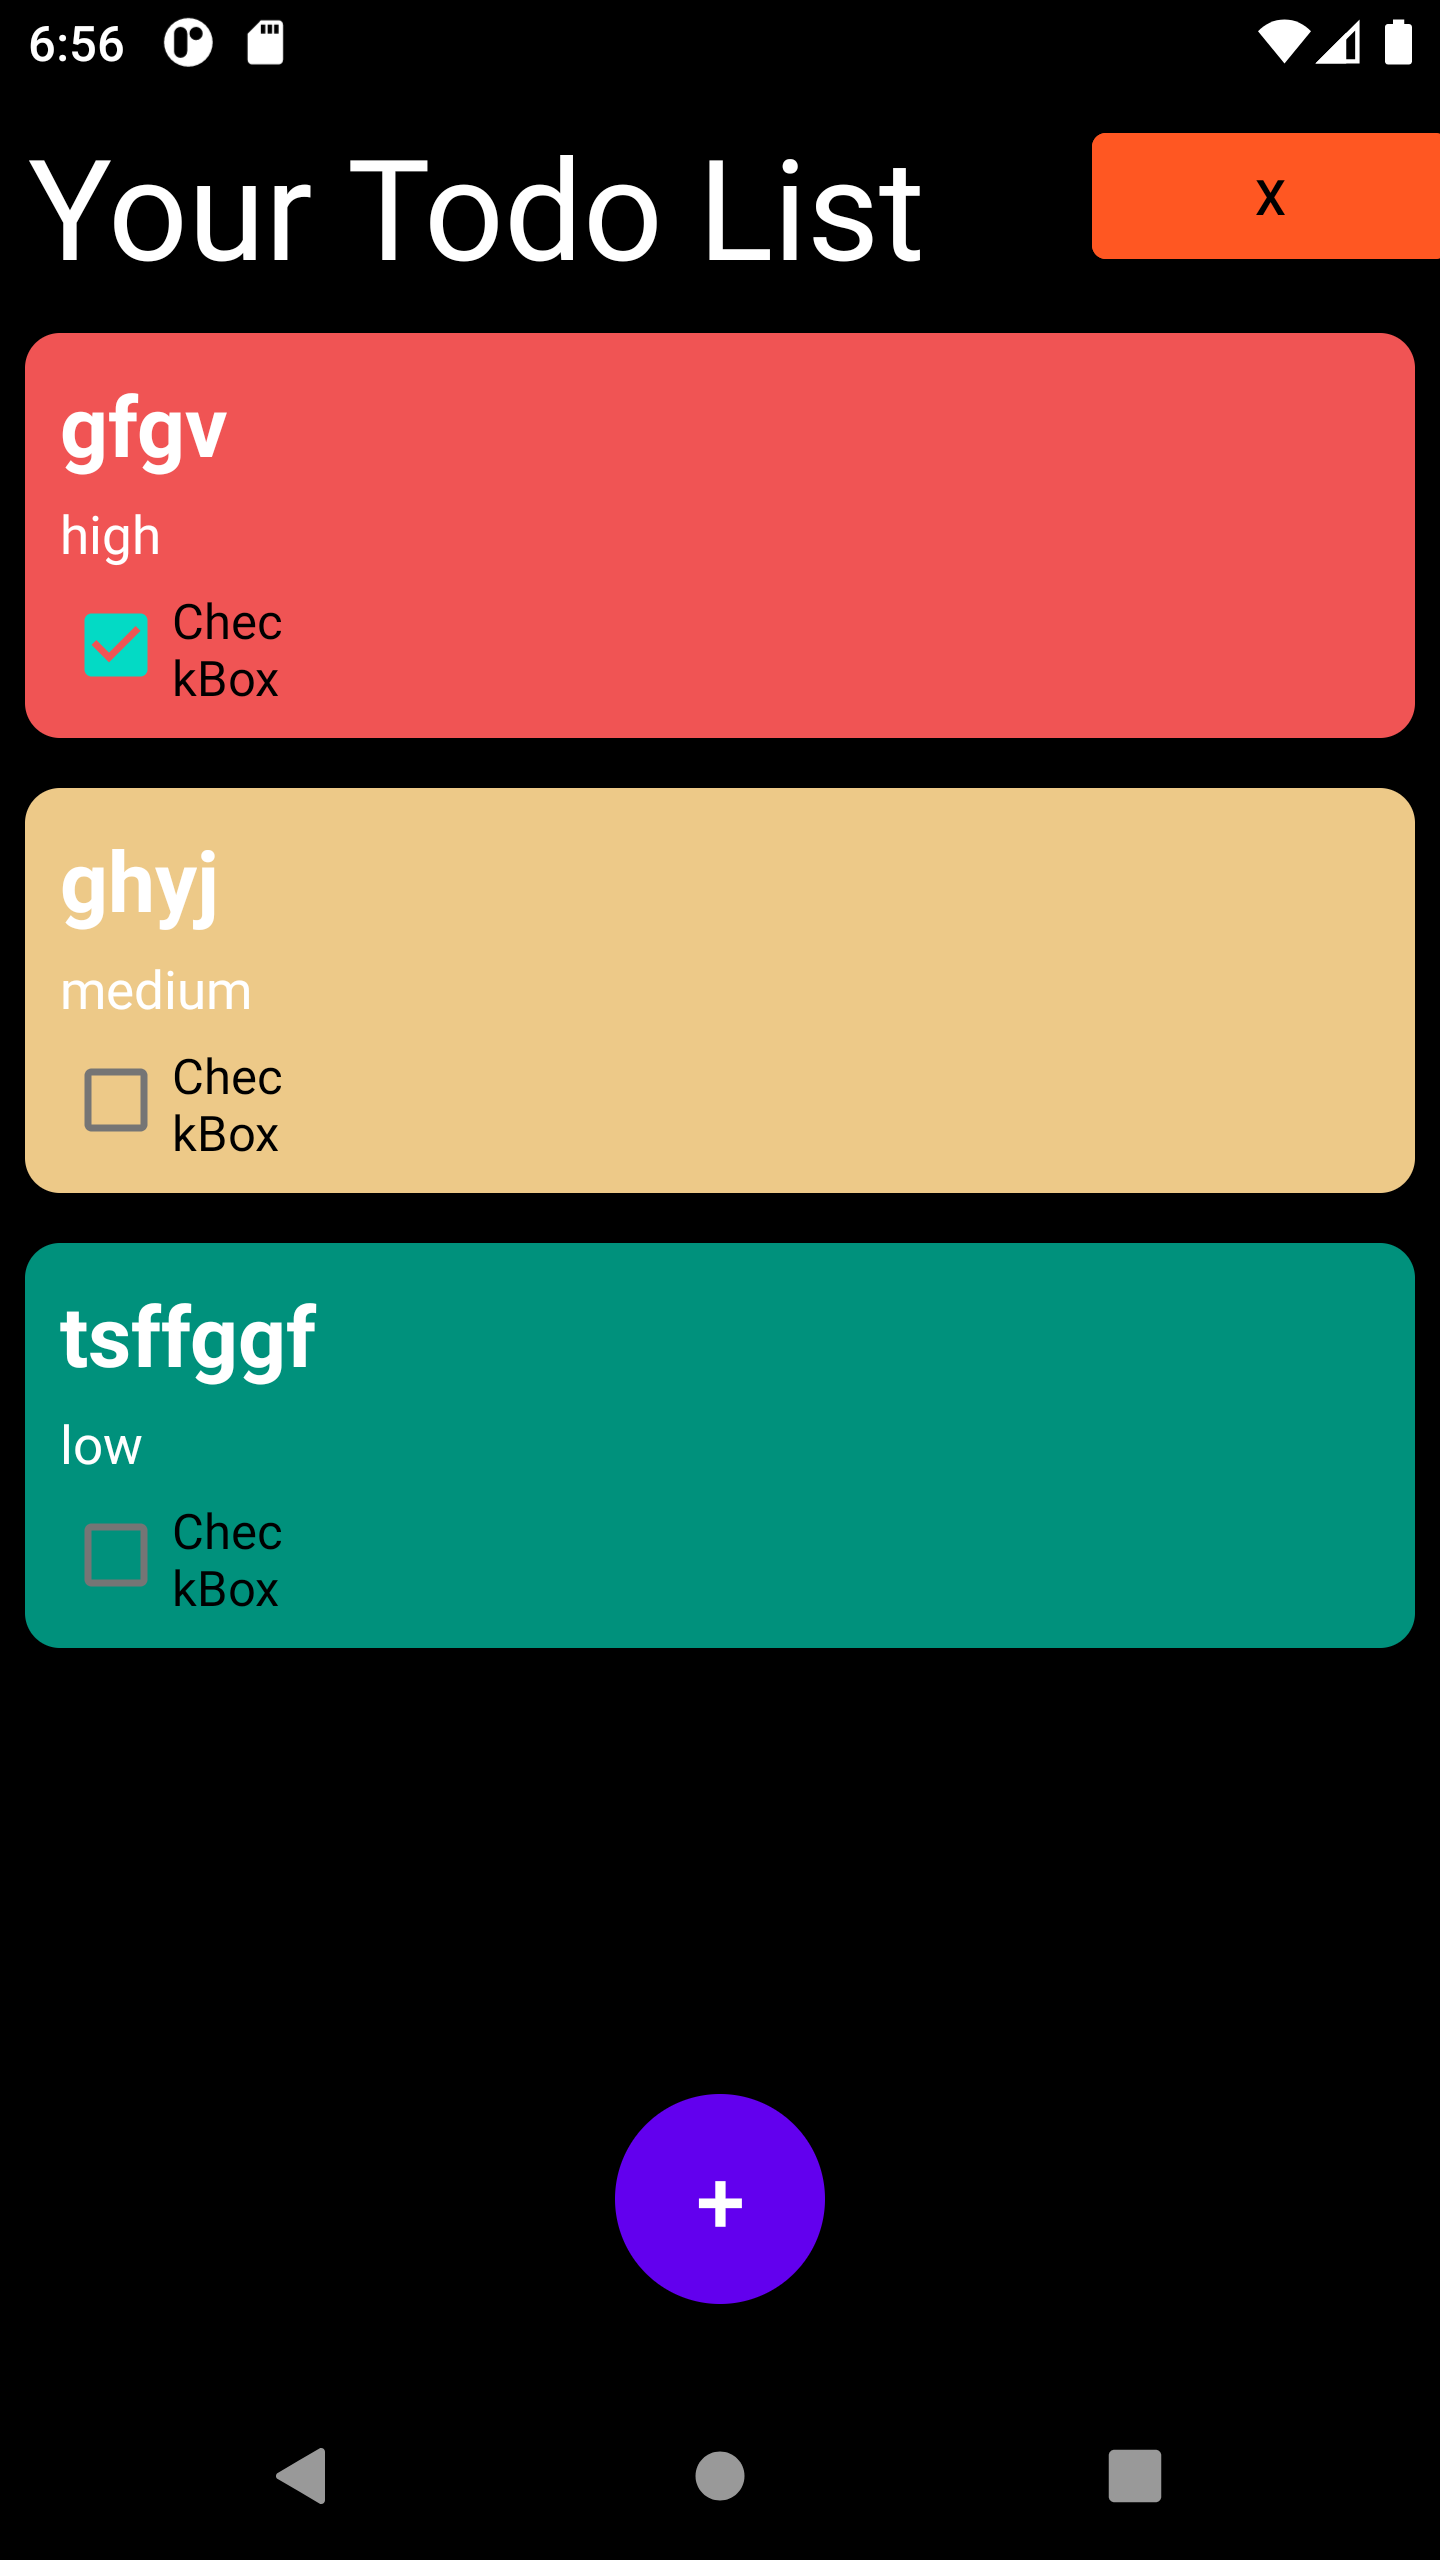 6:56
Your Todo List
X
gfgv
high
Chec
kBox
ghyj
medium
Chec
kBox
tsffggf
low
Chec
kBox
+